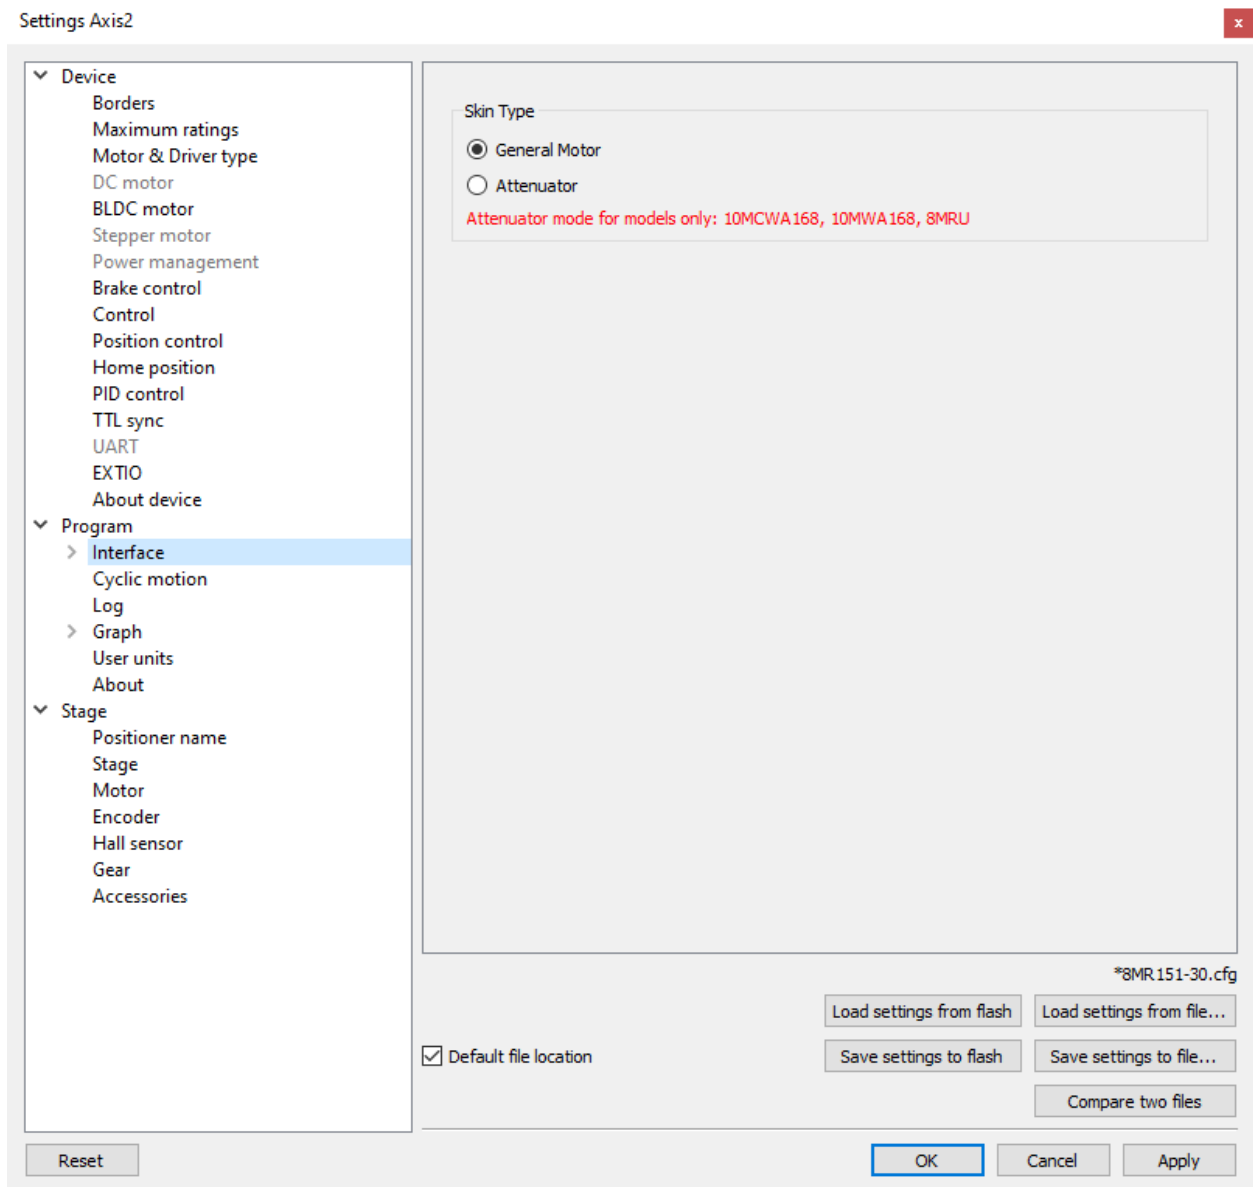 Settings Axis2
x
Device
Borders
Maximum ratings
Motor & Driver type
DC motor
BLDC motor
Stepper motor
Power management
Brake control
Control
Position control
Home position
PID control
TTL sync
UART
EXTIO
About device
Program
Interface
Cyclic motion
Log
Graph
User units
About
Stage
Positioner name
Stage
Motor
Encoder
Hall sensor
Gear
Accessories
Skin Type
General Motor
Attenuator
Attenuator mode for models only: 10MCWA168, 10MWA168, 8MRU
*8MR151-30.cfg
Load settings from flash
Load settings from file...
Default file location
Save settings to flash
Save settings to file...
Compare two files
Reset
OK
Cancel
Apply